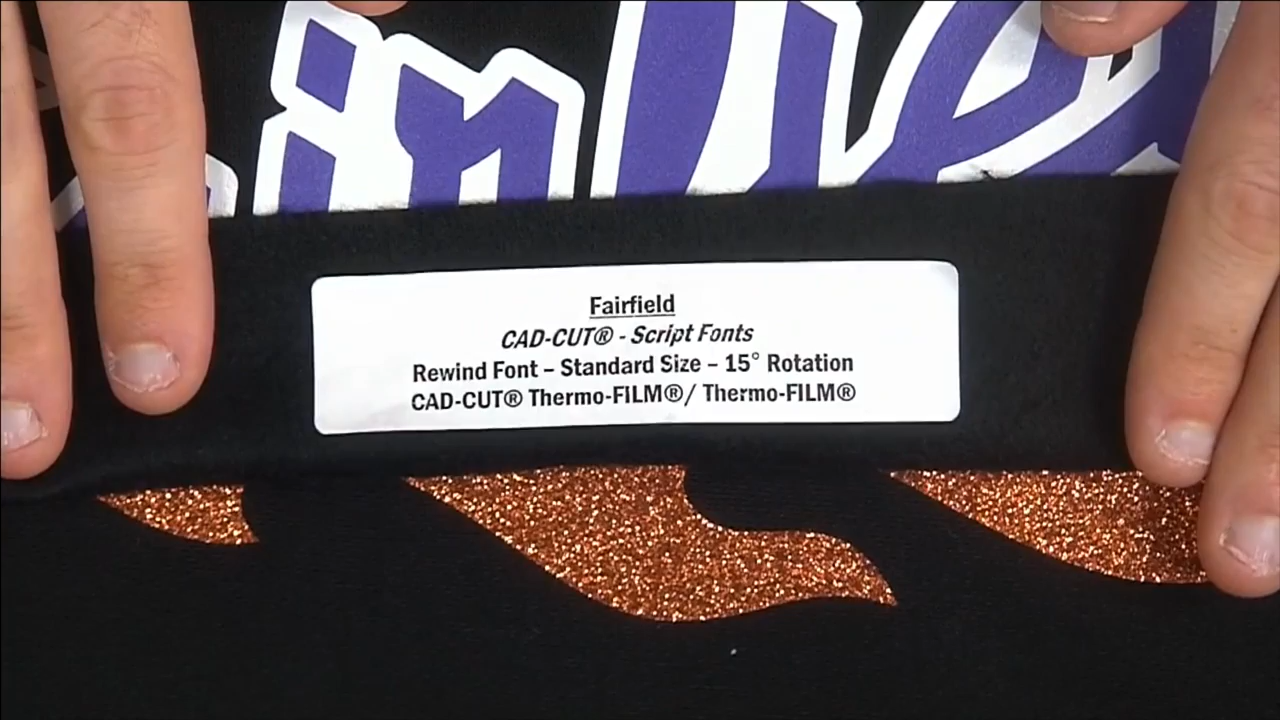 Fairfield
CAD-CUT® - Script Fonts
Rewind Font – Standard Size – 15° Rotation
CAD-CUT® Thermo-FILM®/ Thermo-FILM®